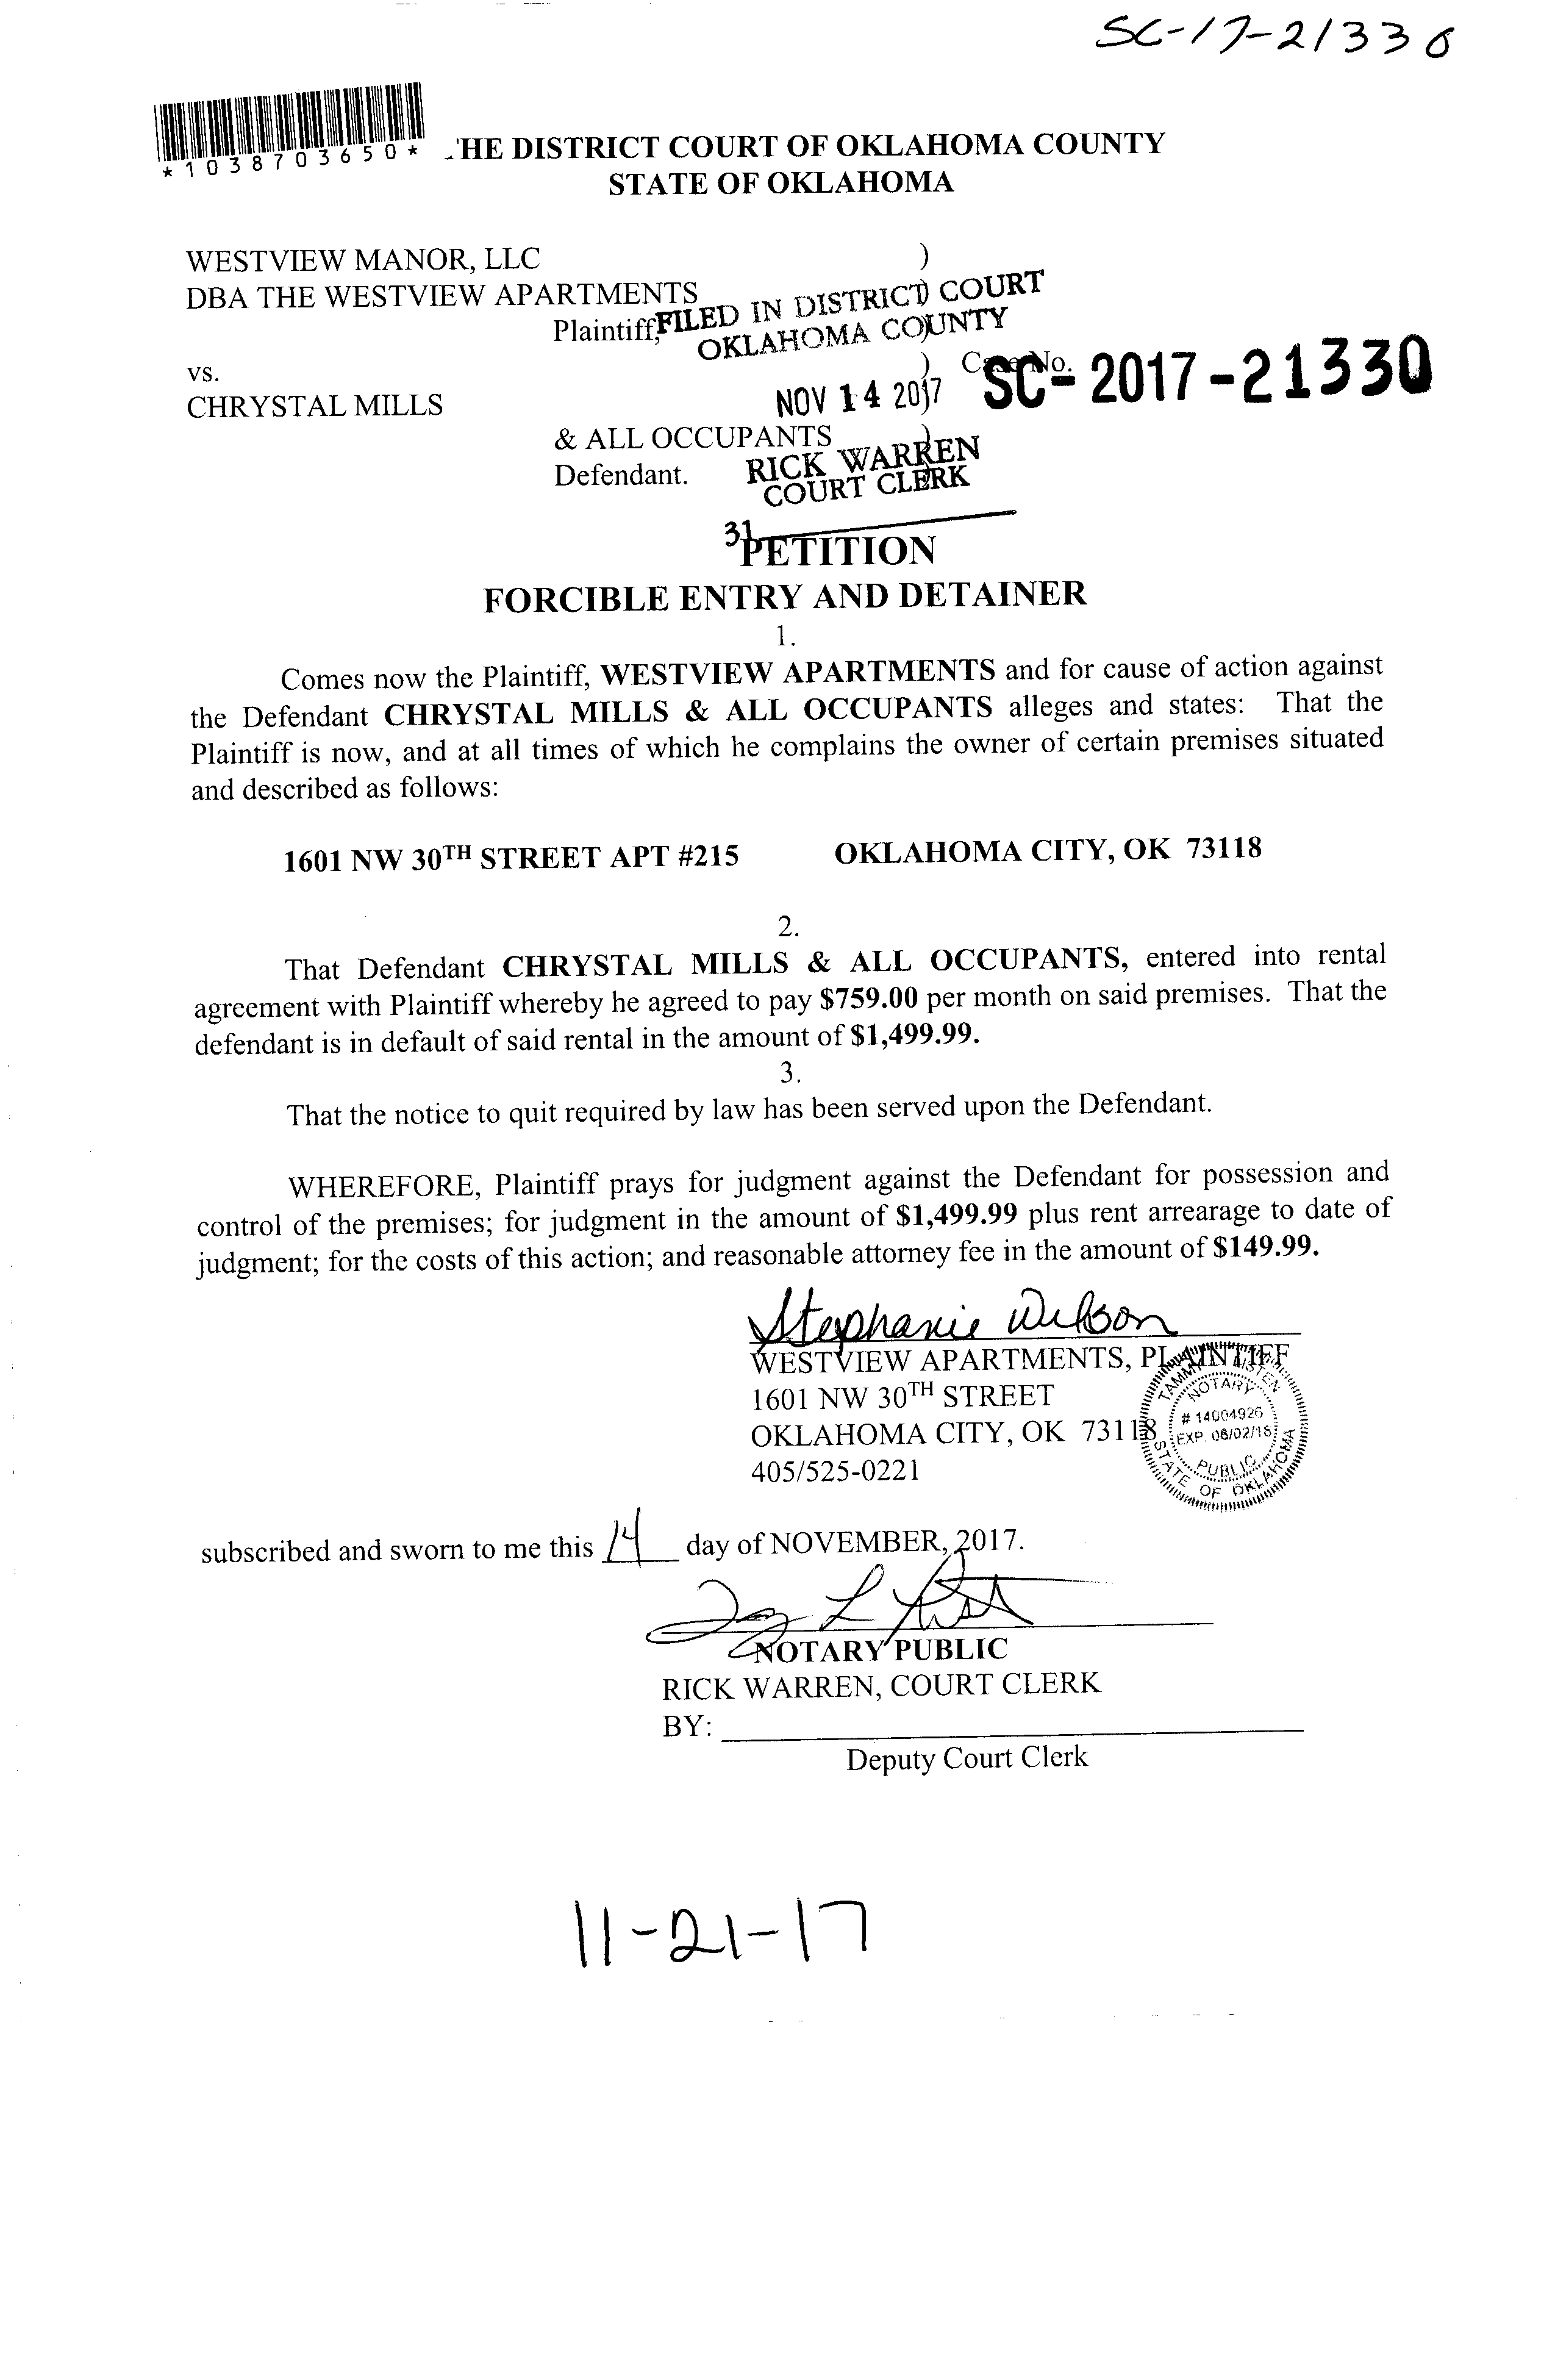 SC-17-21330
*1038703650*
HE DISTRICT COURT OF OKLAHOMA COUNTY
STATE OF OKLAHOMA
WESTVIEW MANOR, LLC )
DBA THE WESTVIEW APARTMENTS )
Plaintiff, )
FILED IN DISTRICT COURT
OKLAHOMA COUNTY
vs. ) Case No. SC-2017-21330
CHRYSTAL MILLS )
NOV 14 2017
& ALL OCCUPANTS )
Defendant. )
RICK WARREN
COURT CLERK
31
PETITION
FORCIBLE ENTRY AND DETAINER
1.
Comes now the Plaintiff, WESTVIEW APARTMENTS and for cause of action against
the Defendant CHRYSTAL MILLS & ALL OCCUPANTS alleges and states: That the
Plaintiff is now, and at all times of which he complains the owner of certain premises situated
and described as follows:
1601 NW 30TH STREET APT #215 OKLAHOMA CITY, OK 73118
2.
That Defendant CHRYSTAL MILLS & ALL OCCUPANTS, entered into rental
agreement with Plaintiff whereby he agreed to pay $759.00 per month on said premises. That the
defendant is in default of said rental in the amount of $1,499.99.
3.
That the notice to quit required by law has been served upon the Defendant.
WHEREFORE, Plaintiff prays for judgment against the Defendant for possession and
control of the premises; for judgment in the amount of $1,499.99 plus rent arrearage to date of
judgment; for the costs of this action; and reasonable attorney fee in the amount of $149.99.
Stephanie Wilson
WESTVIEW APARTMENTS, PLAINTIFF
1601 NW 30TH STREET
OKLAHOMA CITY, OK 73118
405/525-0221
NOTARY
# 14004926
EXP. 06/02/18
PUBLIC
STATE OF OKLAHOMA
subscribed and sworn to me this 14 day of NOVEMBER, 2017.
NOTARY PUBLIC
RICK WARREN, COURT CLERK
BY:
Deputy Court Clerk
11-21-17